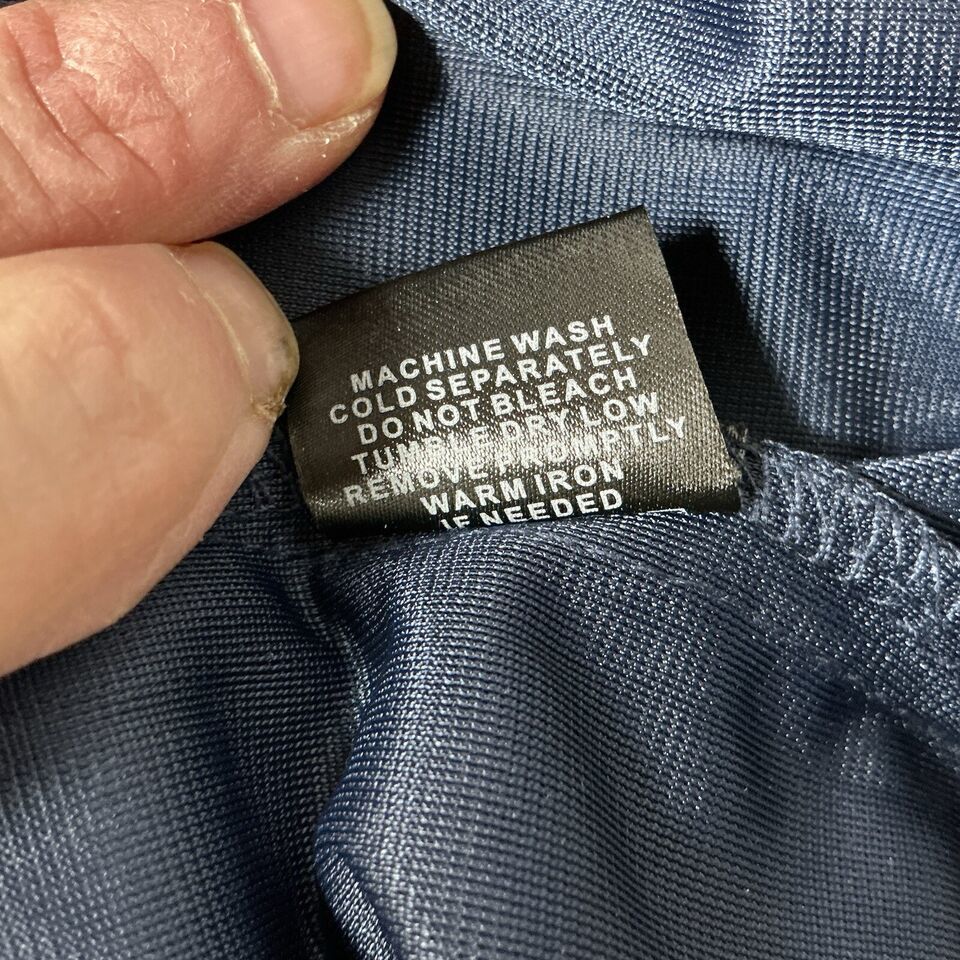 MACHINE WASH
COLD SEPARATELY
DO NOT BLEACH
TUMBLE DRY LOW
REMOVE PROMPTLY
WARM IRON
IF NEEDED